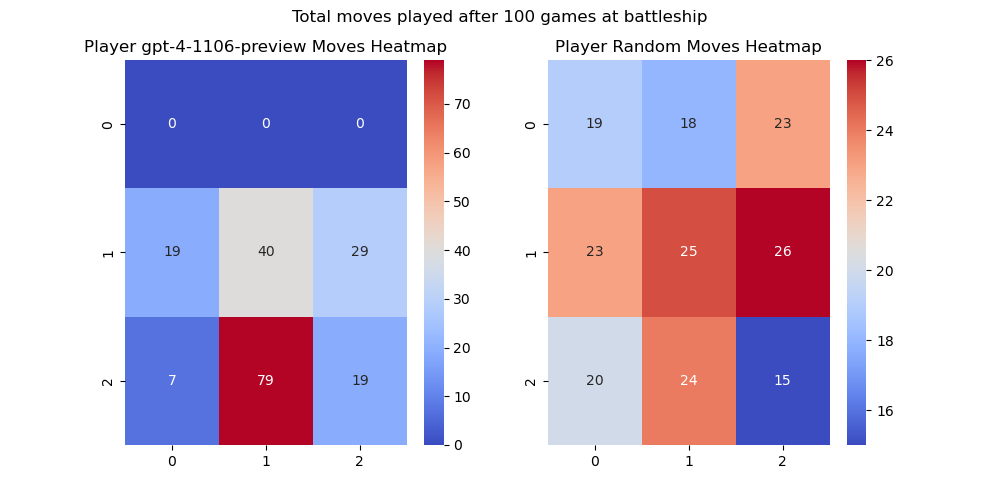 Total moves played after 100 games at battleship
Player gpt-4-1106-preview Moves Heatmap
0
1
2
0 0 0
19 40 29
7 79 19
0 1 2
70
60
50
40
30
20
10
0
Player Random Moves Heatmap
0
1
2
19 18 23
23 25 26
20 24 15
0 1 2
26
24
22
20
18
16